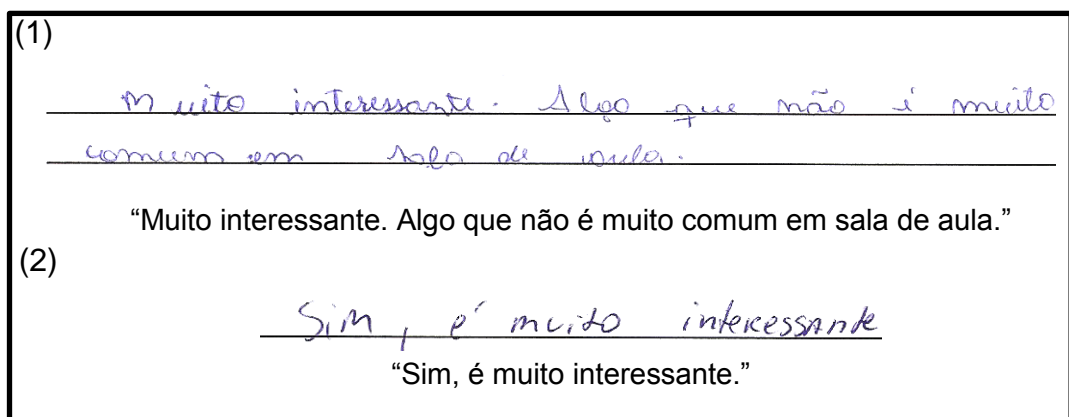 (1)
Muito interessante. Algo que não é muito
comum em sala de aula.
“Muito interessante. Algo que não é muito comum em sala de aula.”
(2)
Sim, é muito interessante
“Sim, é muito interessante.”